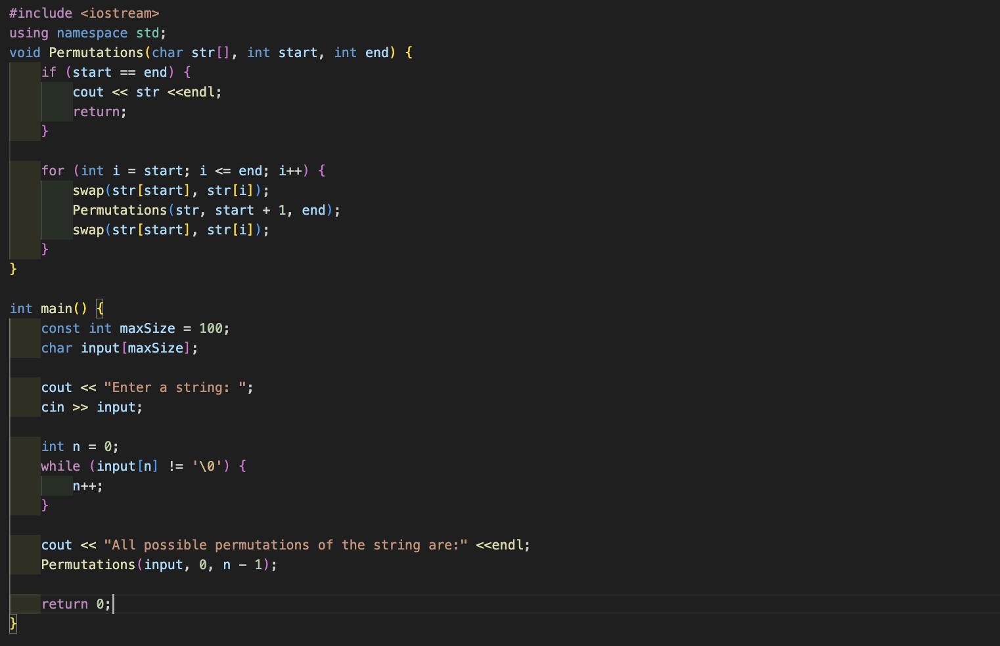 #include <iostream>
using namespace std;
void Permutations(char str[], int start, int end) {
    if (start == end) {
        cout << str <<endl;
        return;
    }

    for (int i = start; i <= end; i++) {
        swap(str[start], str[i]);
        Permutations(str, start + 1, end);
        swap(str[start], str[i]);
    }
}

int main() {
    const int maxSize = 100;
    char input[maxSize];

    cout << "Enter a string: ";
    cin >> input;

    int n = 0;
    while (input[n] != '\0') {
        n++;
    }

    cout << "All possible permutations of the string are:" <<endl;
    Permutations(input, 0, n - 1);

    return 0;
}